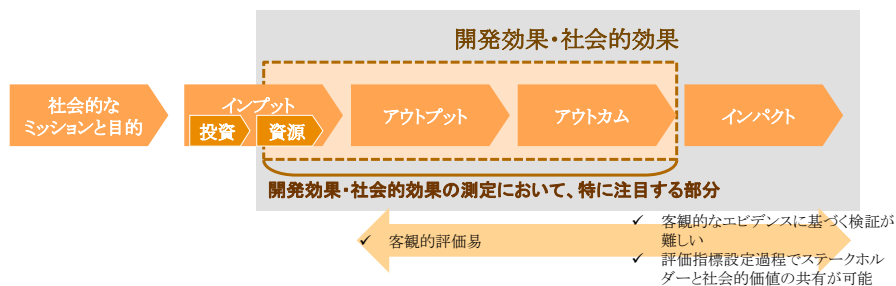 開発効果・社会的効果
社会的な
ミッションと目的
インプット
投資
資源
アウトプット
アウトカム
インパクト
開発効果・社会的効果の測定において、特に注目する部分
✓ 客観的評価易
✓ 客観的なエビデンスに基づく検証が
難しい
✓ 評価指標設定過程でステークホル
ダーと社会的価値の共有が可能